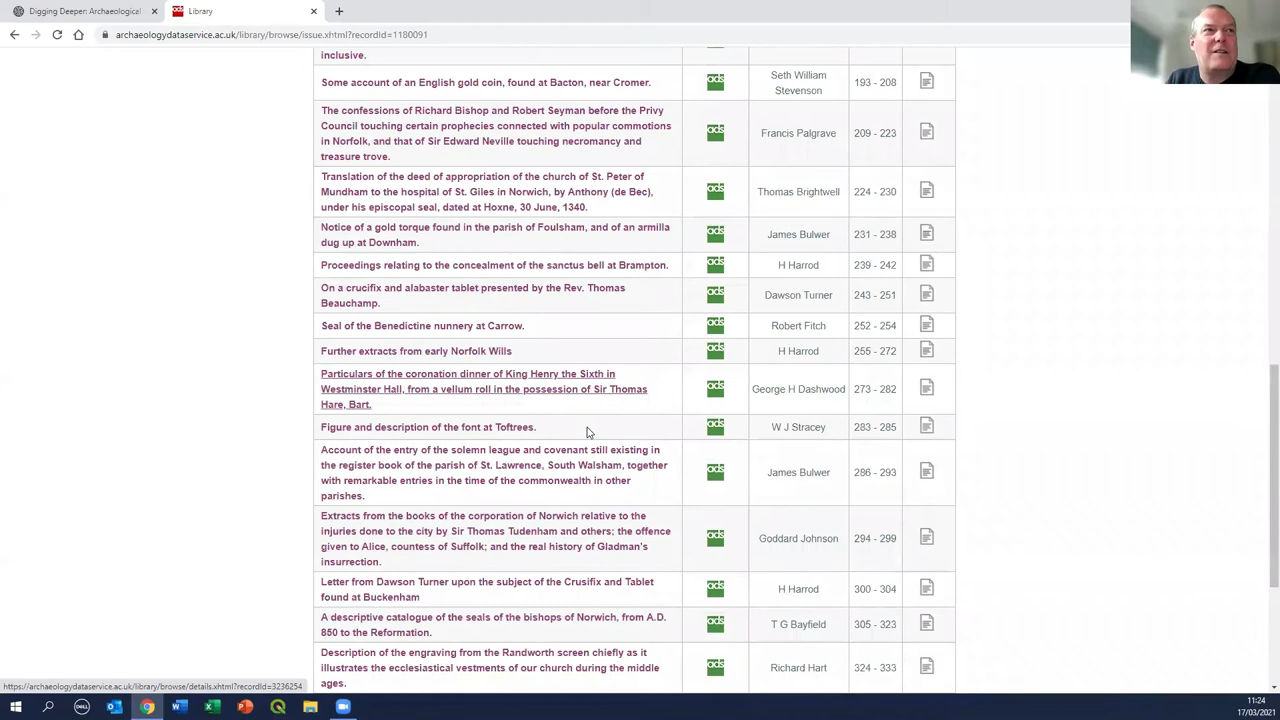 Digging Deeper: Archaeological
Library
archaeologydataservice.ac.uk/library/browse/issue.xhtml?recordId=1180091
inclusive.
Some account of an English gold coin, found at Bacton, near Cromer.
ads
Seth William
Stevenson
193 - 208
The confessions of Richard Bishop and Robert Seyman before the Privy
Council touching certain prophecies connected with popular commotions
in Norfolk, and that of Sir Edward Neville touching necromancy and
treasure trove.
ads
Francis Palgrave
209 - 223
Translation of the deed of appropriation of the church of St. Peter of
Mundham to the hospital of St. Giles in Norwich, by Anthony (de Bec),
under his episcopal seal, dated at Hoxne, 30 June, 1340.
ads
Thomas Brightwell
224 - 230
Notice of a gold torque found in the parish of Foulsham, and of an armilla
dug up at Downham.
ads
James Bulwer
231 - 238
Proceedings relating to the concealment of the sanctus bell at Brampton.
ads
H Harrod
239 - 242
On a crucifix and alabaster tablet presented by the Rev. Thomas
Beauchamp.
ads
Dawson Turner
243 - 251
Seal of the Benedictine nunnery at Carrow.
ads
Robert Fitch
252 - 254
Further extracts from early Norfolk Wills
ads
H Harrod
255 - 272
Particulars of the coronation dinner of King Henry the Sixth in
Westminster Hall, from a vellum roll in the possession of Sir Thomas
Hare, Bart.
ads
George H Dashwood
273 - 282
Figure and description of the font at Toftrees.
ads
W J Stracey
283 - 285
Account of the entry of the solemn league and covenant still existing in
the register book of the parish of St. Lawrence, South Walsham, together
with remarkable entries in the time of the commonwealth in other
parishes.
ads
James Bulwer
286 - 293
Extracts from the books of the corporation of Norwich relative to the
injuries done to the city by Sir Thomas Tudenham and others; the offence
given to Alice, countess of Suffolk; and the real history of Gladman's
insurrection.
ads
Goddard Johnson
294 - 299
Letter from Dawson Turner upon the subject of the Crusifix and Tablet
found at Buckenham
ads
H Harrod
300 - 304
A descriptive catalogue of the seals of the bishops of Norwich, from A.D.
850 to the Reformation.
ads
T G Bayfield
305 - 323
Description of the engraving from the Randworth screen chiefly as it
illustrates the ecclesiastical vestments of our church during the middle
ages.
ads
Richard Hart
324 - 333
https://archaeologydataservice.ac.uk/library/browse/details.xhtml?recordId=3236254
11:24
17/03/2021